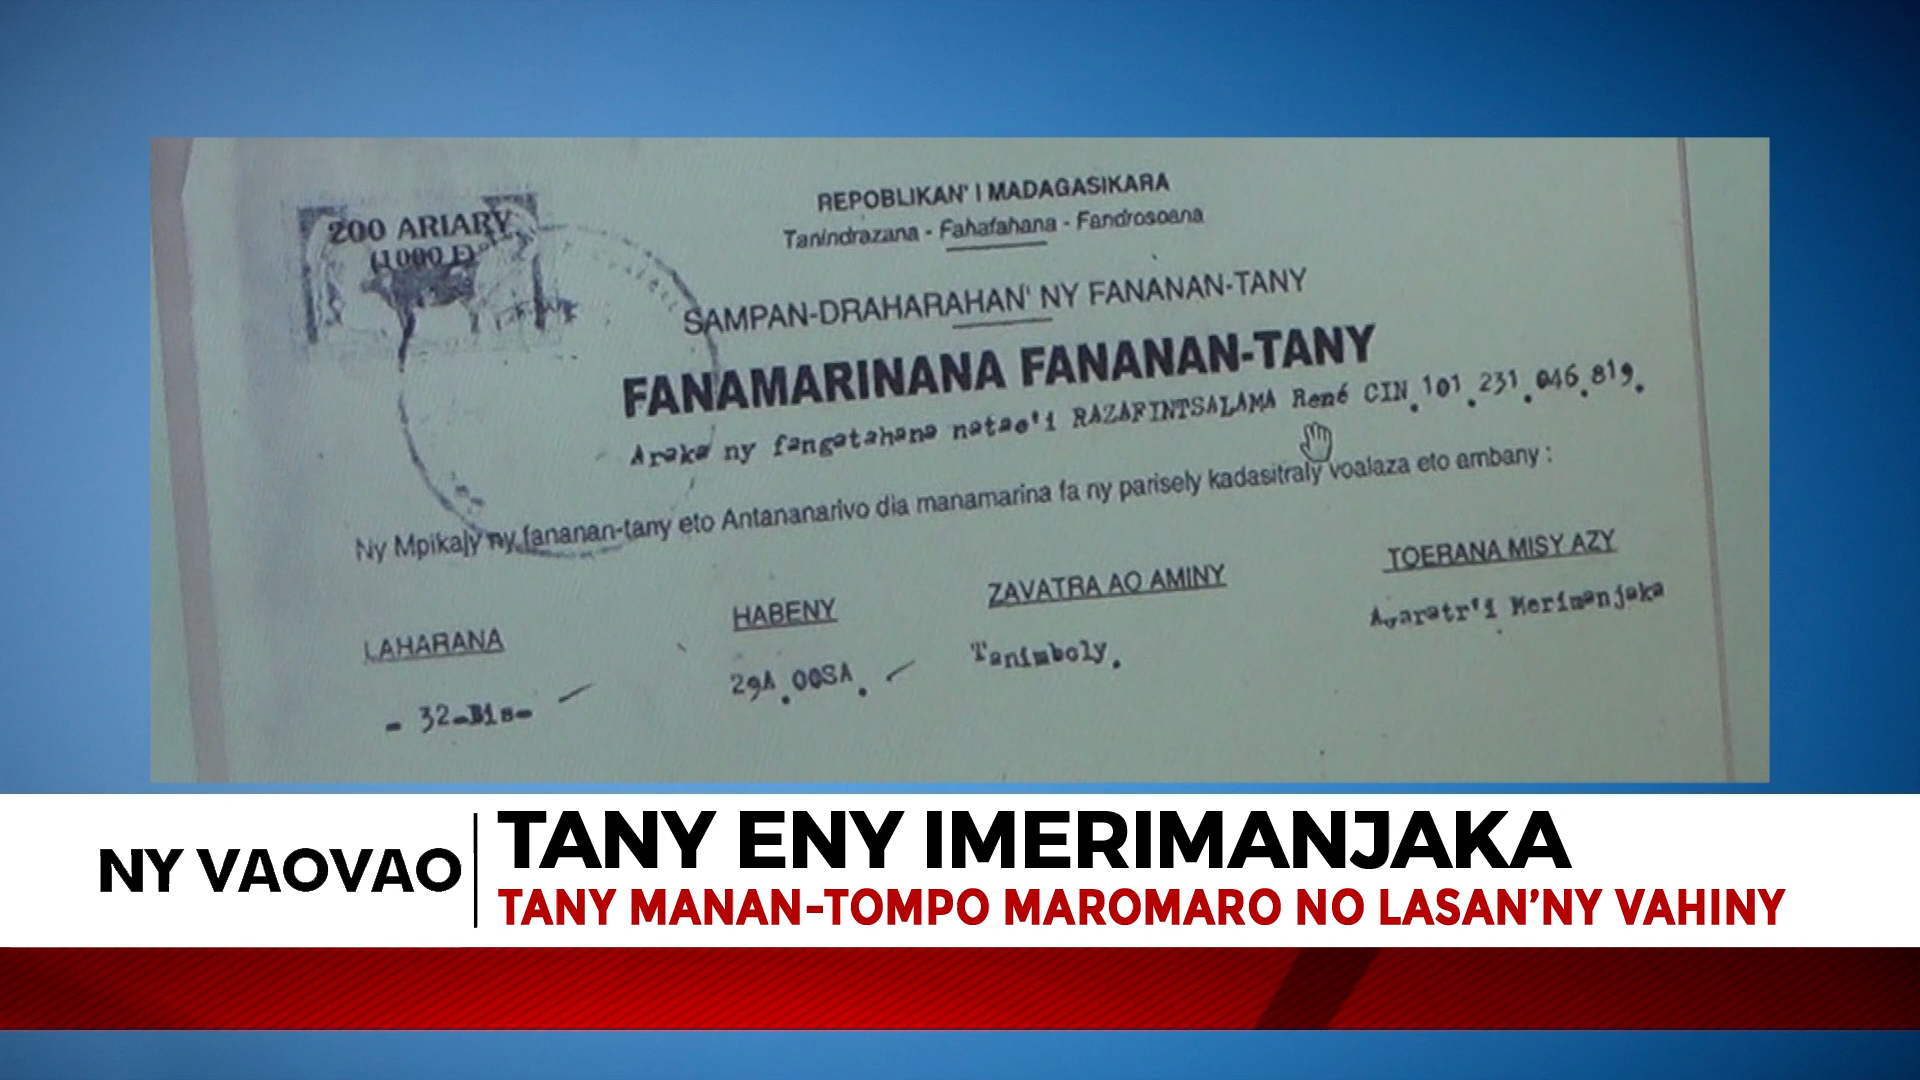 200 ARIARY
(1000 F)
REPOBLIKAN' I MADAGASIKARA
Tanindrazana - Fahafahana - Fandrosoana
SAMPAN-DRAHARAHAN' NY FANANAN-TANY
FANAMARINANA FANANAN-TANY
Araka ny fangatahana natao'i RAZAFINTSALAMA René CIN.101.231.046.819.
Ny Mpikajy ny fananan-tany eto Antananarivo dia manamarina fa ny parisely kadasitraly voalaza eto ambany :
LAHARANA HABENY ZAVATRA AO AMINY TOERANA MISY AZY
- 32-Bis- 29A.00SA. Tanimboly. Avaratr'i Merimanjaka
NY VAOVAO
TANY ENY IMERIMANJAKA
TANY MANAN-TOMPO MAROMARO NO LASAN'NY VAHINY